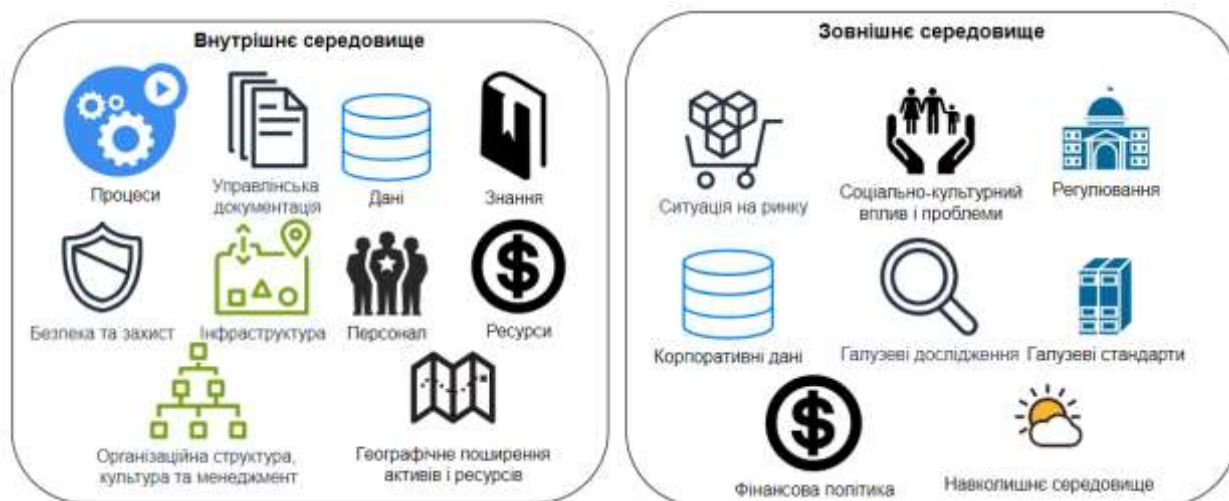 Внутрішнє середовище
Процеси
Управлінська
документація
Дані
Знання
Безпека та захист
Інфраструктура
Персонал
Ресурси
Організаційна структура,
культура та менеджмент
Географічне поширення
активів і ресурсів
Зовнішнє середовище
Ситуація на ринку
Соціально-культурний
вплив і проблеми
Регулювання
Корпоративні дані
Галузеві дослідження
Галузеві стандарти
Фінансова політика
Навколишнє середовище